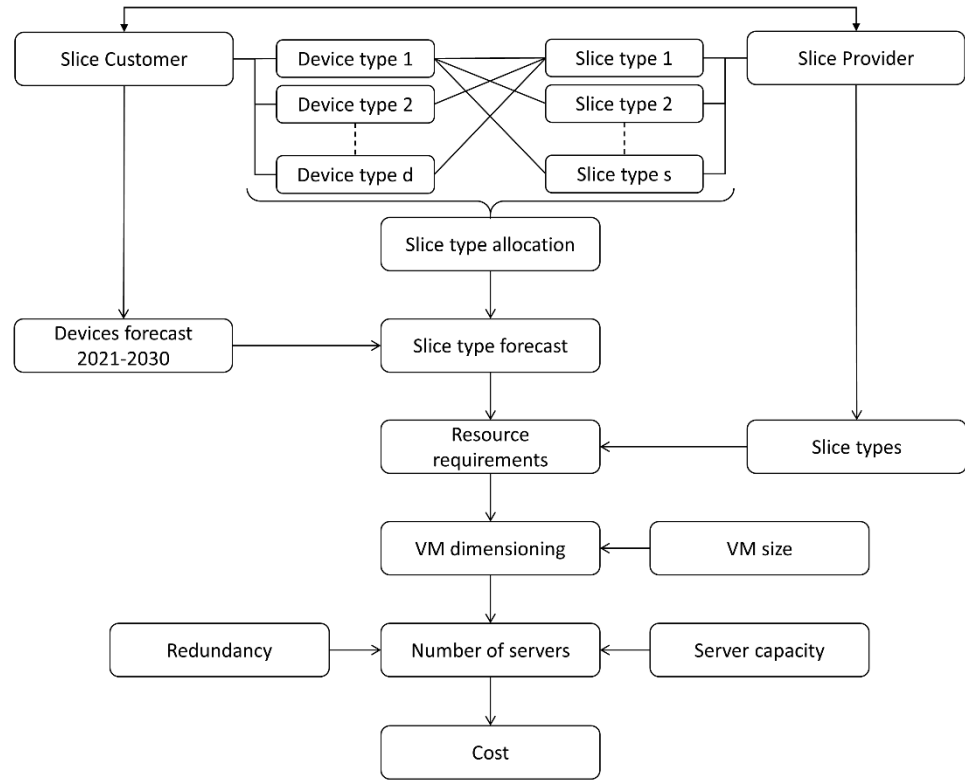 Slice Customer
Device type 1
Slice type 1
Slice Provider
Device type 2
Slice type 2
Device type d
Slice type s
Slice type allocation
Devices forecast
2021-2030
Slice type forecast
Resource
requirements
Slice types
VM dimensioning
VM size
Redundancy
Number of servers
Server capacity
Cost